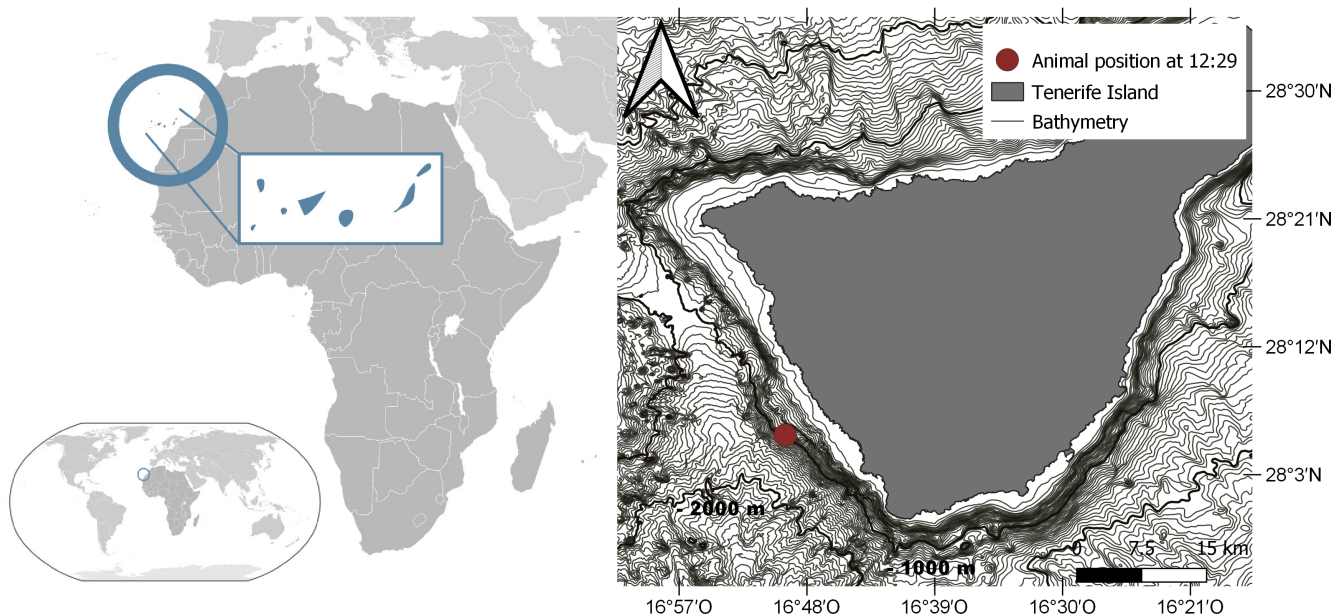 Animal position at 12:29
Tenerife Island
Bathymetry
28°30'N
28°21'N
28°12'N
28°3'N
- 2000 m
- 1000 m
0 7.5 15 km
16°57'O 16°48'O 16°39'O 16°30'O 16°21'O